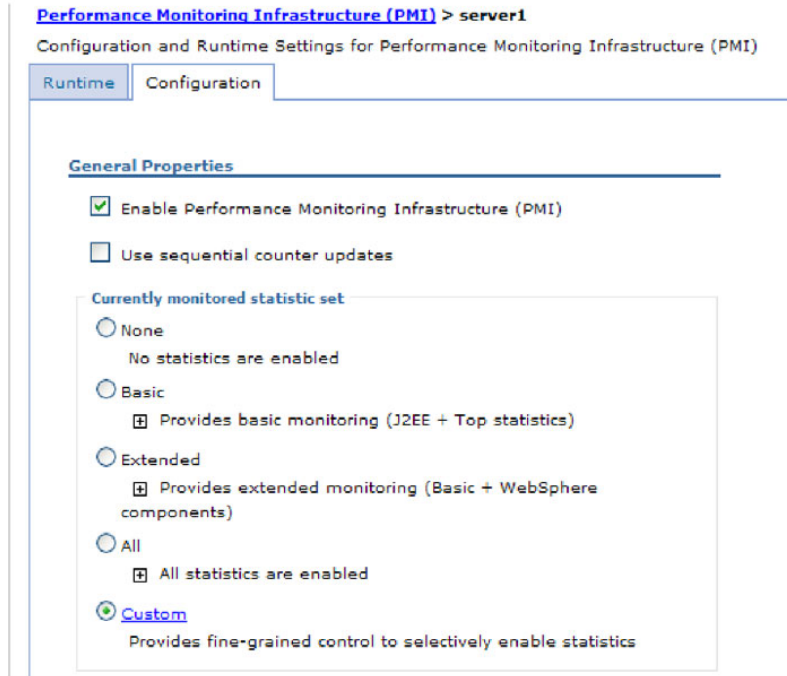 Performance Monitoring Infrastructure (PMI) > server1
Configuration and Runtime Settings for Performance Monitoring Infrastructure (PMI)
Runtime Configuration
General Properties
Enable Performance Monitoring Infrastructure (PMI)
Use sequential counter updates
Currently monitored statistic set
None
No statistics are enabled
Basic
Provides basic monitoring (J2EE + Top statistics)
Extended
Provides extended monitoring (Basic + WebSphere
components)
All
All statistics are enabled
Custom
Provides fine-grained control to selectively enable statistics